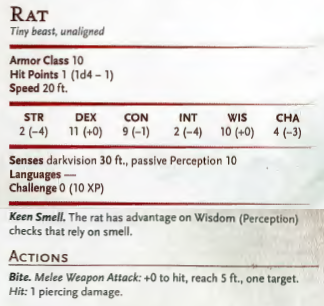 RAT
Tiny beast, unaligned
Armor Class 10
Hit Points 1 (1d4 – 1)
Speed 20 ft.
STR DEX CON INT WIS CHA
2 (–4) 11 (+0) 9 (–1) 2 (–4) 10 (+0) 4 (–3)
Senses darkvision 30 ft., passive Perception 10
Languages —
Challenge 0 (10 XP)
Keen Smell. The rat has advantage on Wisdom (Perception)
checks that rely on smell.
ACTIONS
Bite. Melee Weapon Attack: +0 to hit, reach 5 ft., one target.
Hit: 1 piercing damage.